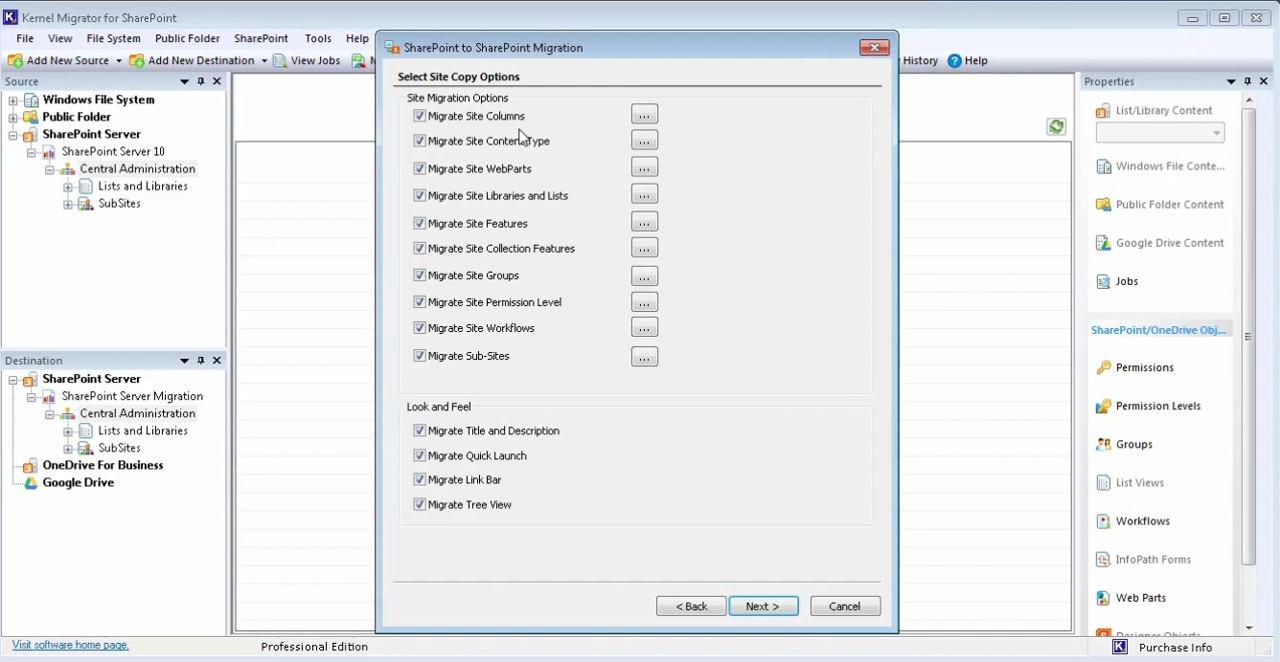 Kernel Migrator for SharePoint
File View File System Public Folder SharePoint Tools Help
Add New Source Add New Destination View Jobs History Help
Source
Windows File System
Public Folder
SharePoint Server
SharePoint Server 10
Central Administration
Lists and Libraries
SubSites
Destination
SharePoint Server
SharePoint Server Migration
Central Administration
Lists and Libraries
SubSites
OneDrive For Business
Google Drive
SharePoint to SharePoint Migration
Select Site Copy Options
Site Migration Options
Migrate Site Columns ...
Migrate Site Content Type ...
Migrate Site WebParts ...
Migrate Site Libraries and Lists ...
Migrate Site Features ...
Migrate Site Collection Features ...
Migrate Site Groups ...
Migrate Site Permission Level ...
Migrate Site Workflows ...
Migrate Sub-Sites ...
Look and Feel
Migrate Title and Description
Migrate Quick Launch
Migrate Link Bar
Migrate Tree View
< Back Next > Cancel
Properties
List/Library Content
Windows File Conte...
Public Folder Content
Google Drive Content
Jobs
SharePoint/OneDrive Obj...
Permissions
Permission Levels
Groups
List Views
Workflows
InfoPath Forms
Web Parts
Designer Objects
Visit software home page.
Professional Edition
Purchase Info